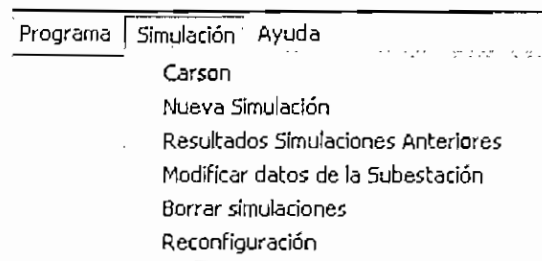 Programa Simulación Ayuda
Carson
Nueva Simulación
Resultados Simulaciones Anteriores
Modificar datos de la Subestación
Borrar simulaciones
Reconfiguración